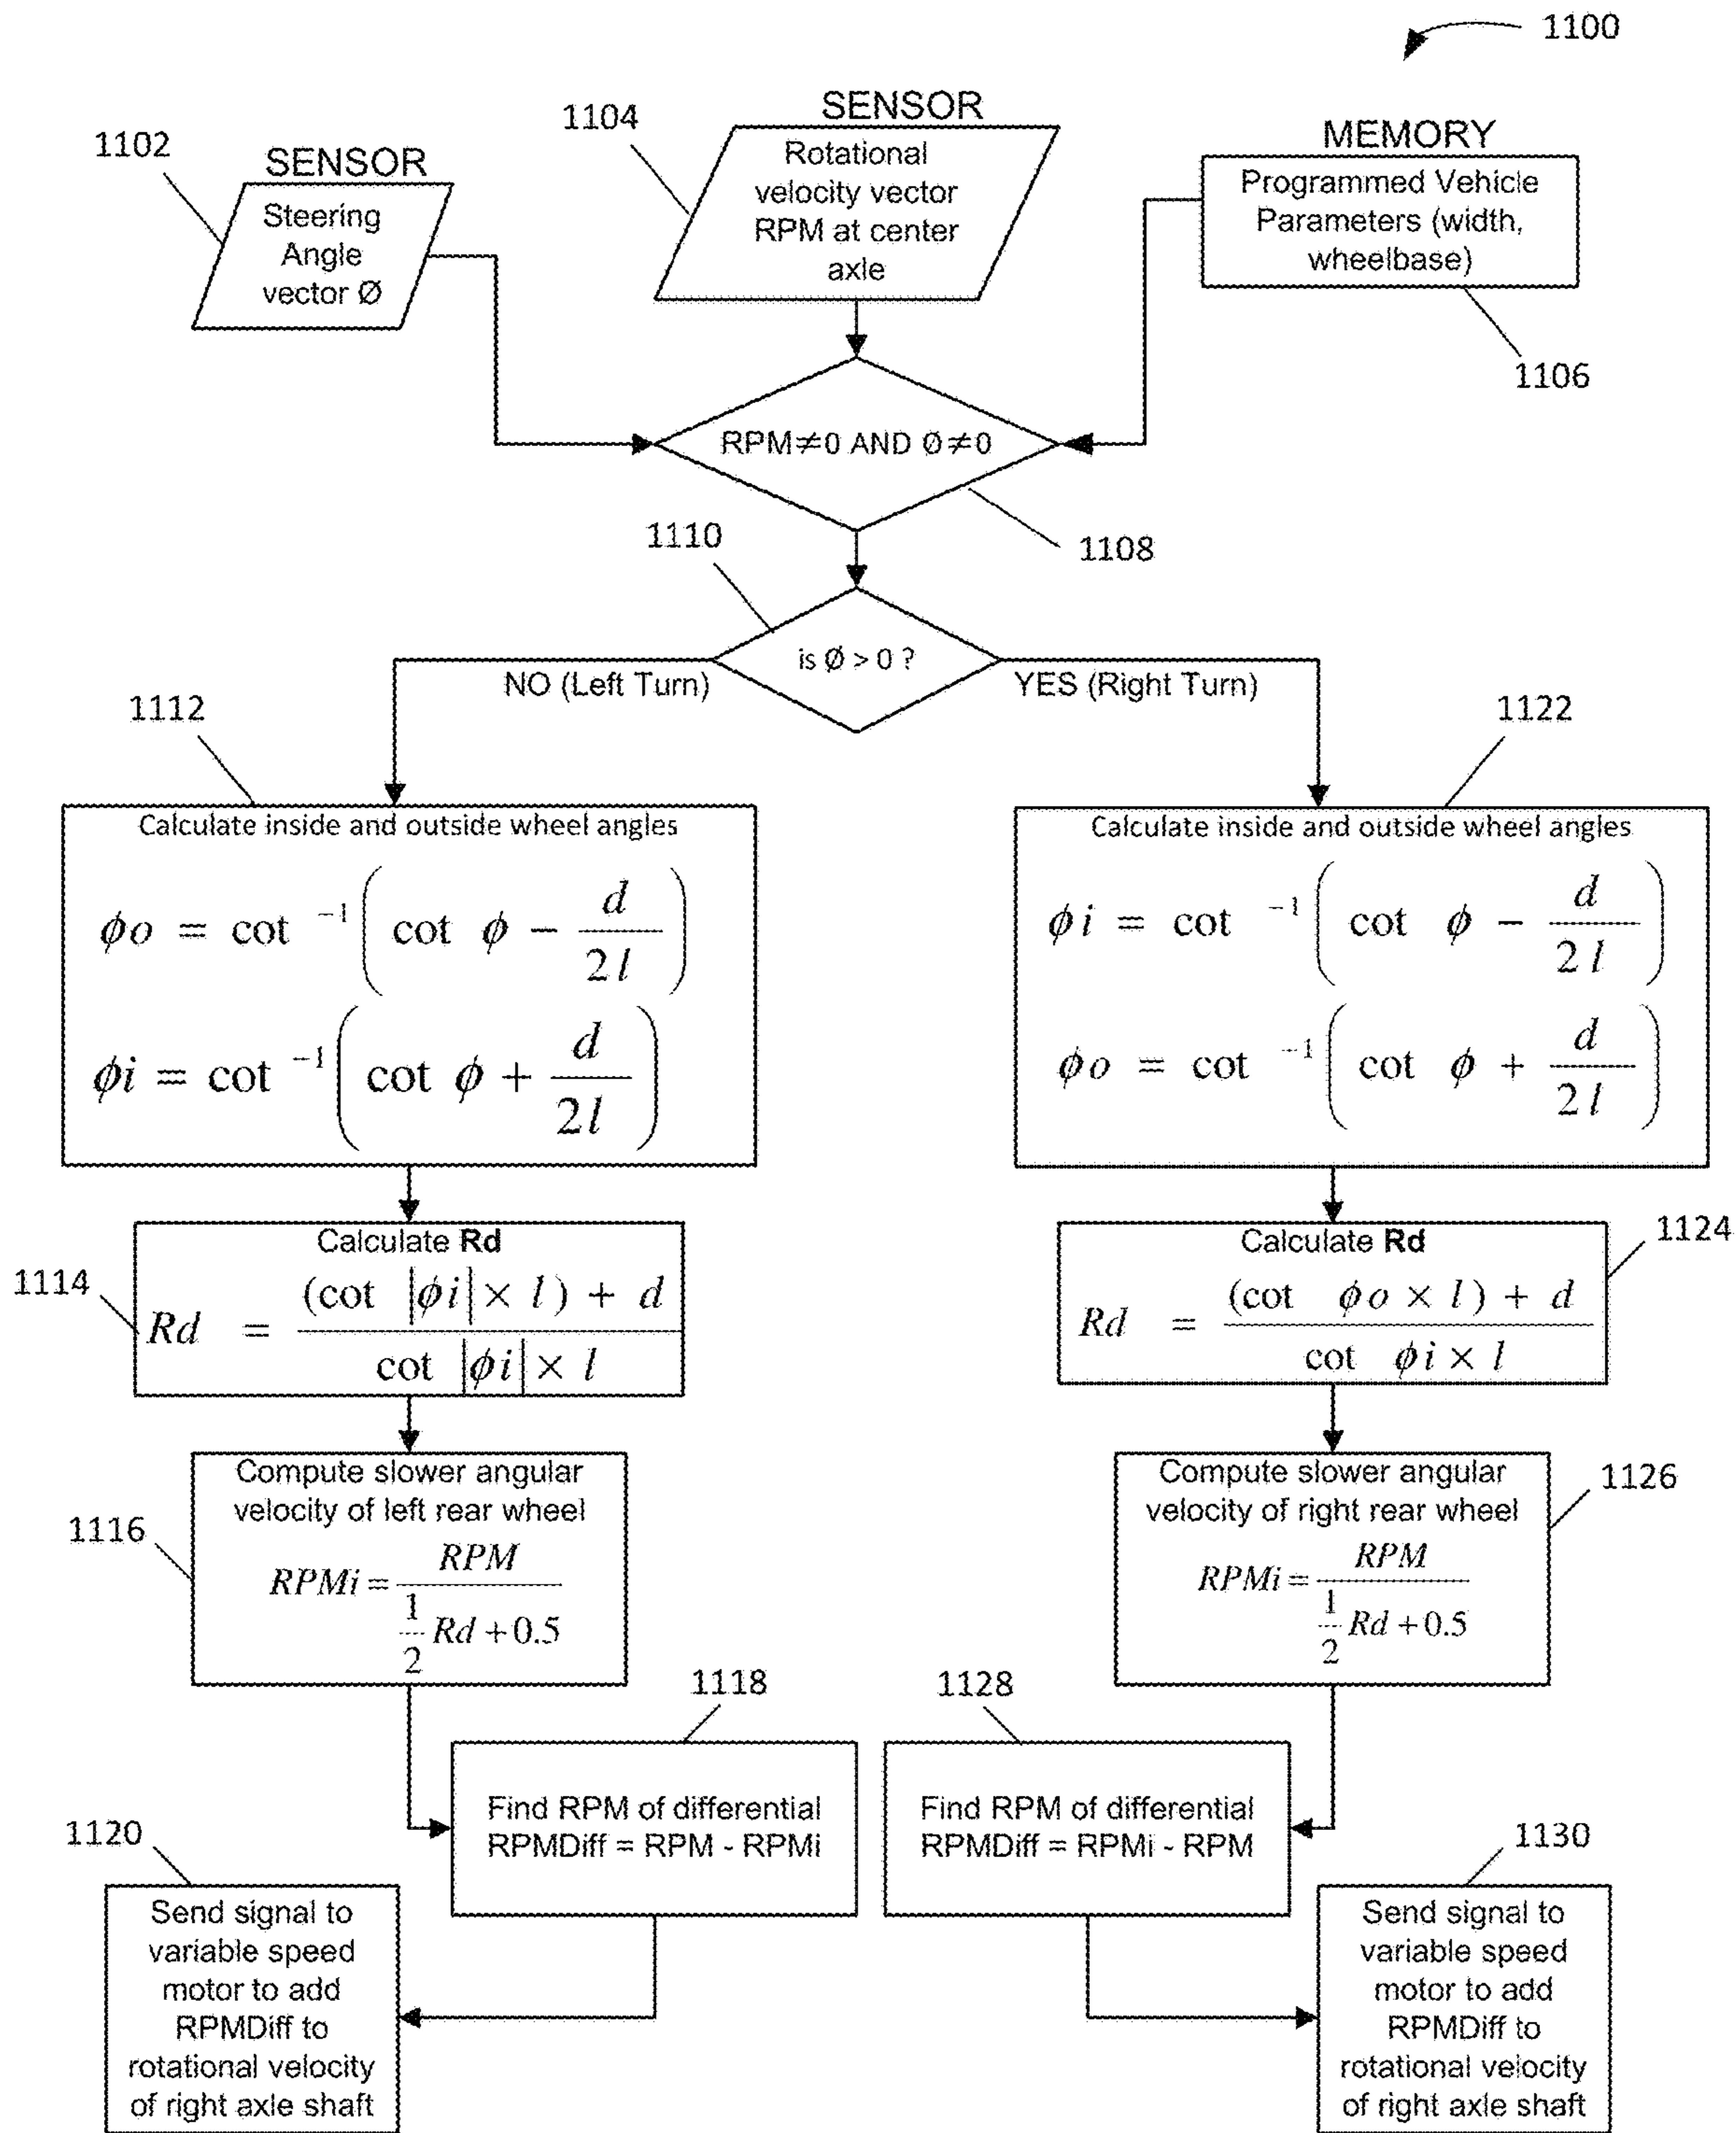 1100
1102
SENSOR
Steering
Angle
vector Ø
1104
SENSOR
Rotational
velocity vector
RPM at center
axle
MEMORY
Programmed Vehicle
Parameters (width,
wheelbase)
1106
RPM≠0 AND Ø≠0
1108
1110
is Ø > 0 ?
NO (Left Turn)
YES (Right Turn)
1112
Calculate inside and outside wheel angles
ϕo = cot ⁻¹( cot ϕ − d/2l )
ϕi = cot ⁻¹( cot ϕ + d/2l )
1122
Calculate inside and outside wheel angles
ϕi = cot ⁻¹( cot ϕ − d/2l )
ϕo = cot ⁻¹( cot ϕ + d/2l )
1114
Calculate Rd
Rd = (cot |ϕi| × l) + d / cot |ϕi| × l
1124
Calculate Rd
Rd = (cot ϕo × l) + d / cot ϕi × l
1116
Compute slower angular
velocity of left rear wheel
RPMi = RPM / ½ Rd + 0.5
1126
Compute slower angular
velocity of right rear wheel
RPMi = RPM / ½ Rd + 0.5
1118
Find RPM of differential
RPMDiff = RPM - RPMi
1128
Find RPM of differential
RPMDiff = RPMi - RPM
1120
Send signal to
variable speed
motor to add
RPMDiff to
rotational velocity
of right axle shaft
1130
Send signal to
variable speed
motor to add
RPMDiff to
rotational velocity
of right axle shaft